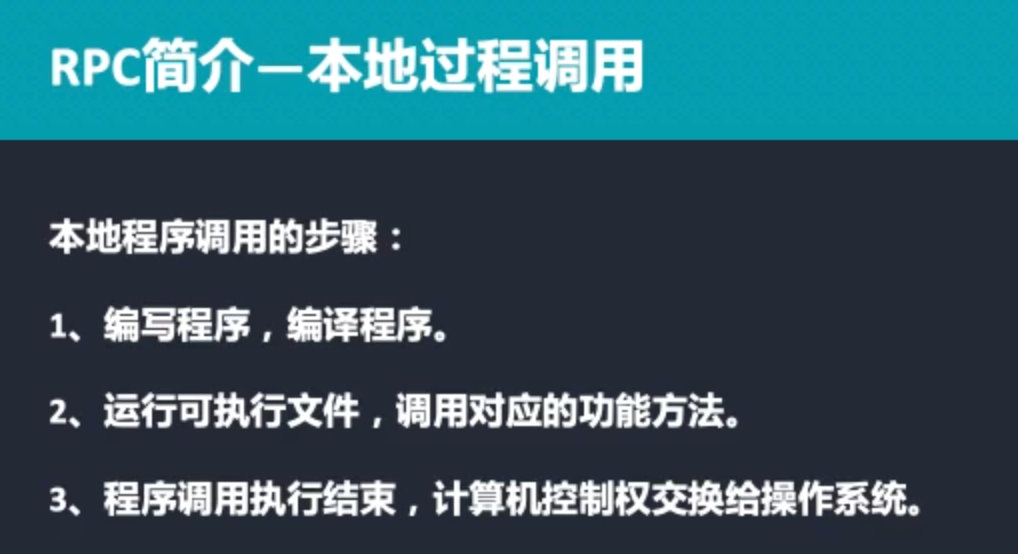 RPC简介—本地过程调用
本地程序调用的步骤：
1、编写程序，编译程序。
2、运行可执行文件，调用对应的功能方法。
3、程序调用执行结束，计算机控制权交换给操作系统。